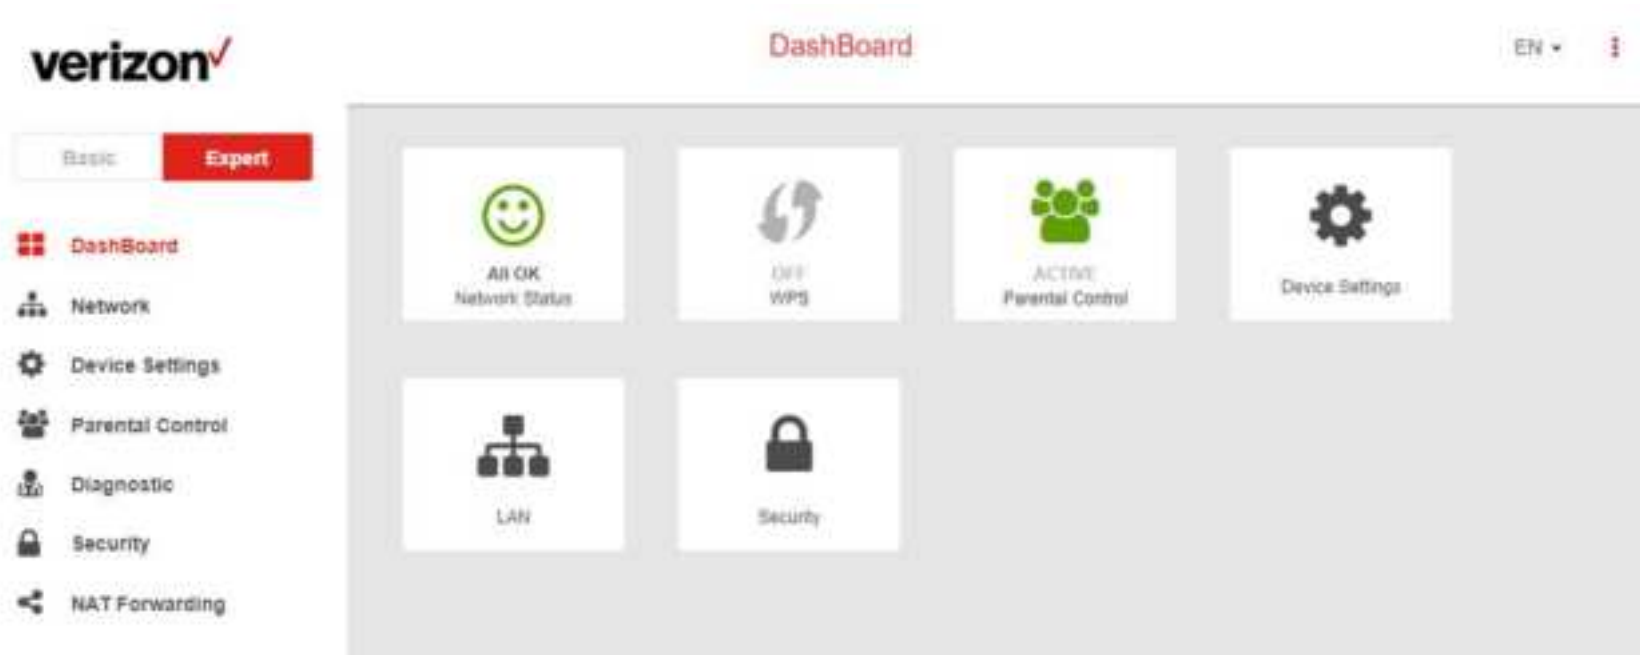 verizon
DashBoard
EN
Basic
Expert
DashBoard
Network
Device Settings
Parental Control
Diagnostic
Security
NAT Forwarding
All OK
Network Status
OFF
WPS
ACTIVE
Parental Control
Device Settings
LAN
Security